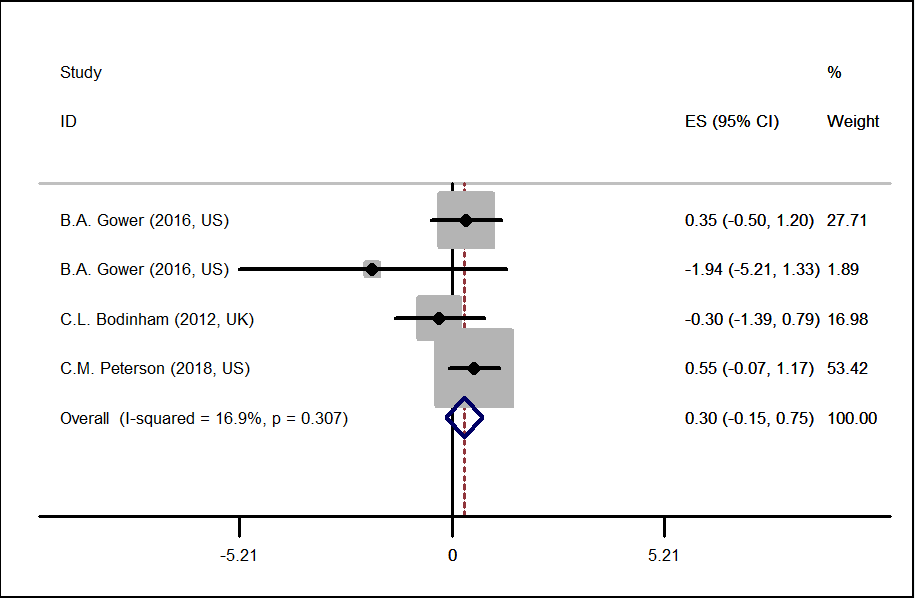 Study %
ID ES (95% CI) Weight
B.A. Gower (2016, US) 0.35 (-0.50, 1.20) 27.71
B.A. Gower (2016, US) -1.94 (-5.21, 1.33) 1.89
C.L. Bodinham (2012, UK) -0.30 (-1.39, 0.79) 16.98
C.M. Peterson (2018, US) 0.55 (-0.07, 1.17) 53.42
Overall (I-squared = 16.9%, p = 0.307) 0.30 (-0.15, 0.75) 100.00
-5.21 0 5.21